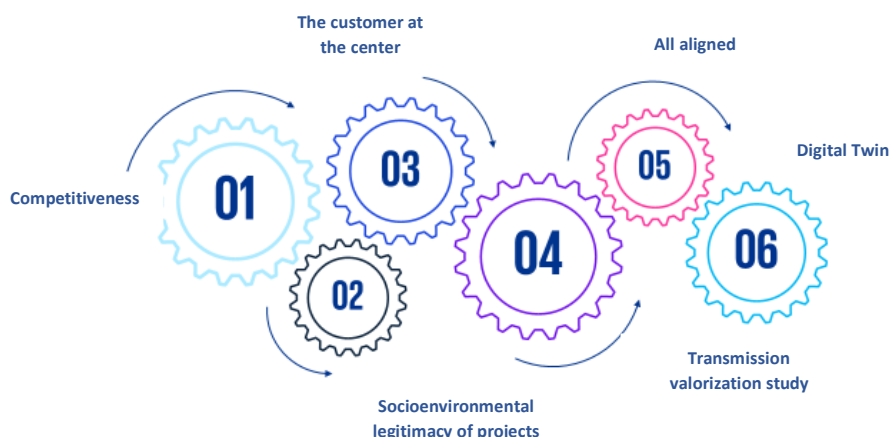 The customer at
the center
All aligned
Digital Twin
Competitiveness
01
03
05
02
04
06
Transmission
valorization study
Socioenvironmental
legitimacy of projects